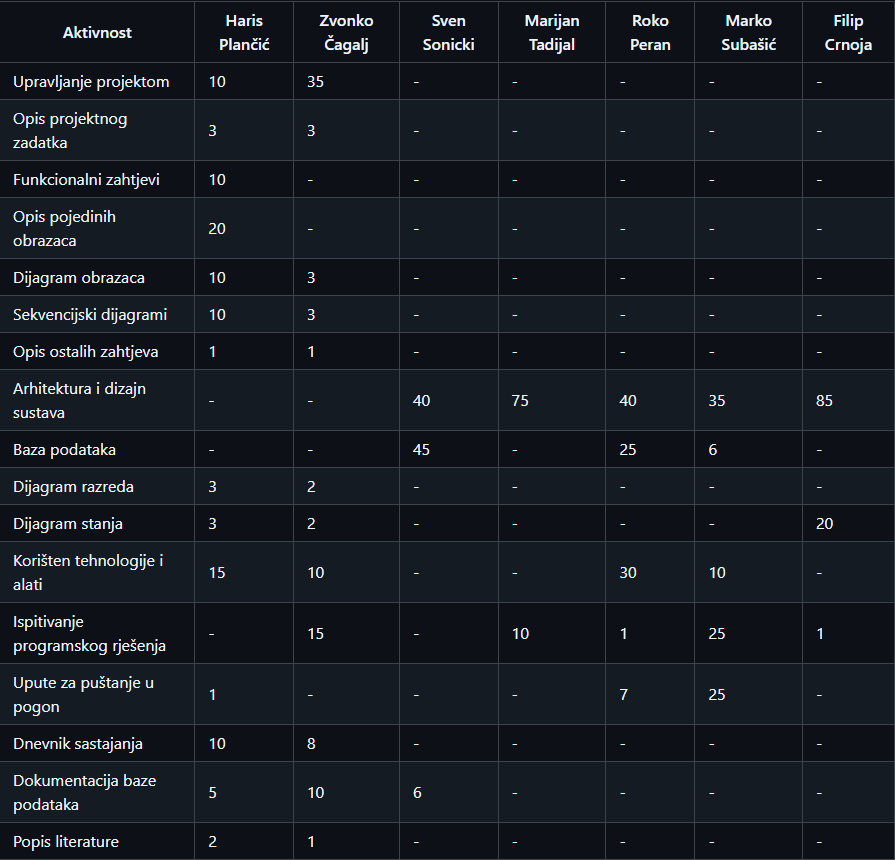 Aktivnost Haris Plančić Zvonko Čagalj Sven Sonicki Marijan Tadijal Roko Peran Marko Subašić Filip Crnoja
Upravljanje projektom 10 35 - - - - -
Opis projektnog zadatka 3 3 - - - - -
Funkcionalni zahtjevi 10 - - - - - -
Opis pojedinih obrazaca 20 - - - - - -
Dijagram obrazaca 10 3 - - - - -
Sekvencijski dijagrami 10 3 - - - - -
Opis ostalih zahtjeva 1 1 - - - - -
Arhitektura i dizajn sustava - - 40 75 40 35 85
Baza podataka - - 45 - 25 6 -
Dijagram razreda 3 2 - - - - -
Dijagram stanja 3 2 - - - - 20
Korišten tehnologije i alati 15 10 - - 30 10 -
Ispitivanje programskog rješenja - 15 - 10 1 25 1
Upute za puštanje u pogon 1 - - - 7 25 -
Dnevnik sastajanja 10 8 - - - - -
Dokumentacija baze podataka 5 10 6 - - - -
Popis literature 2 1 - - - - -